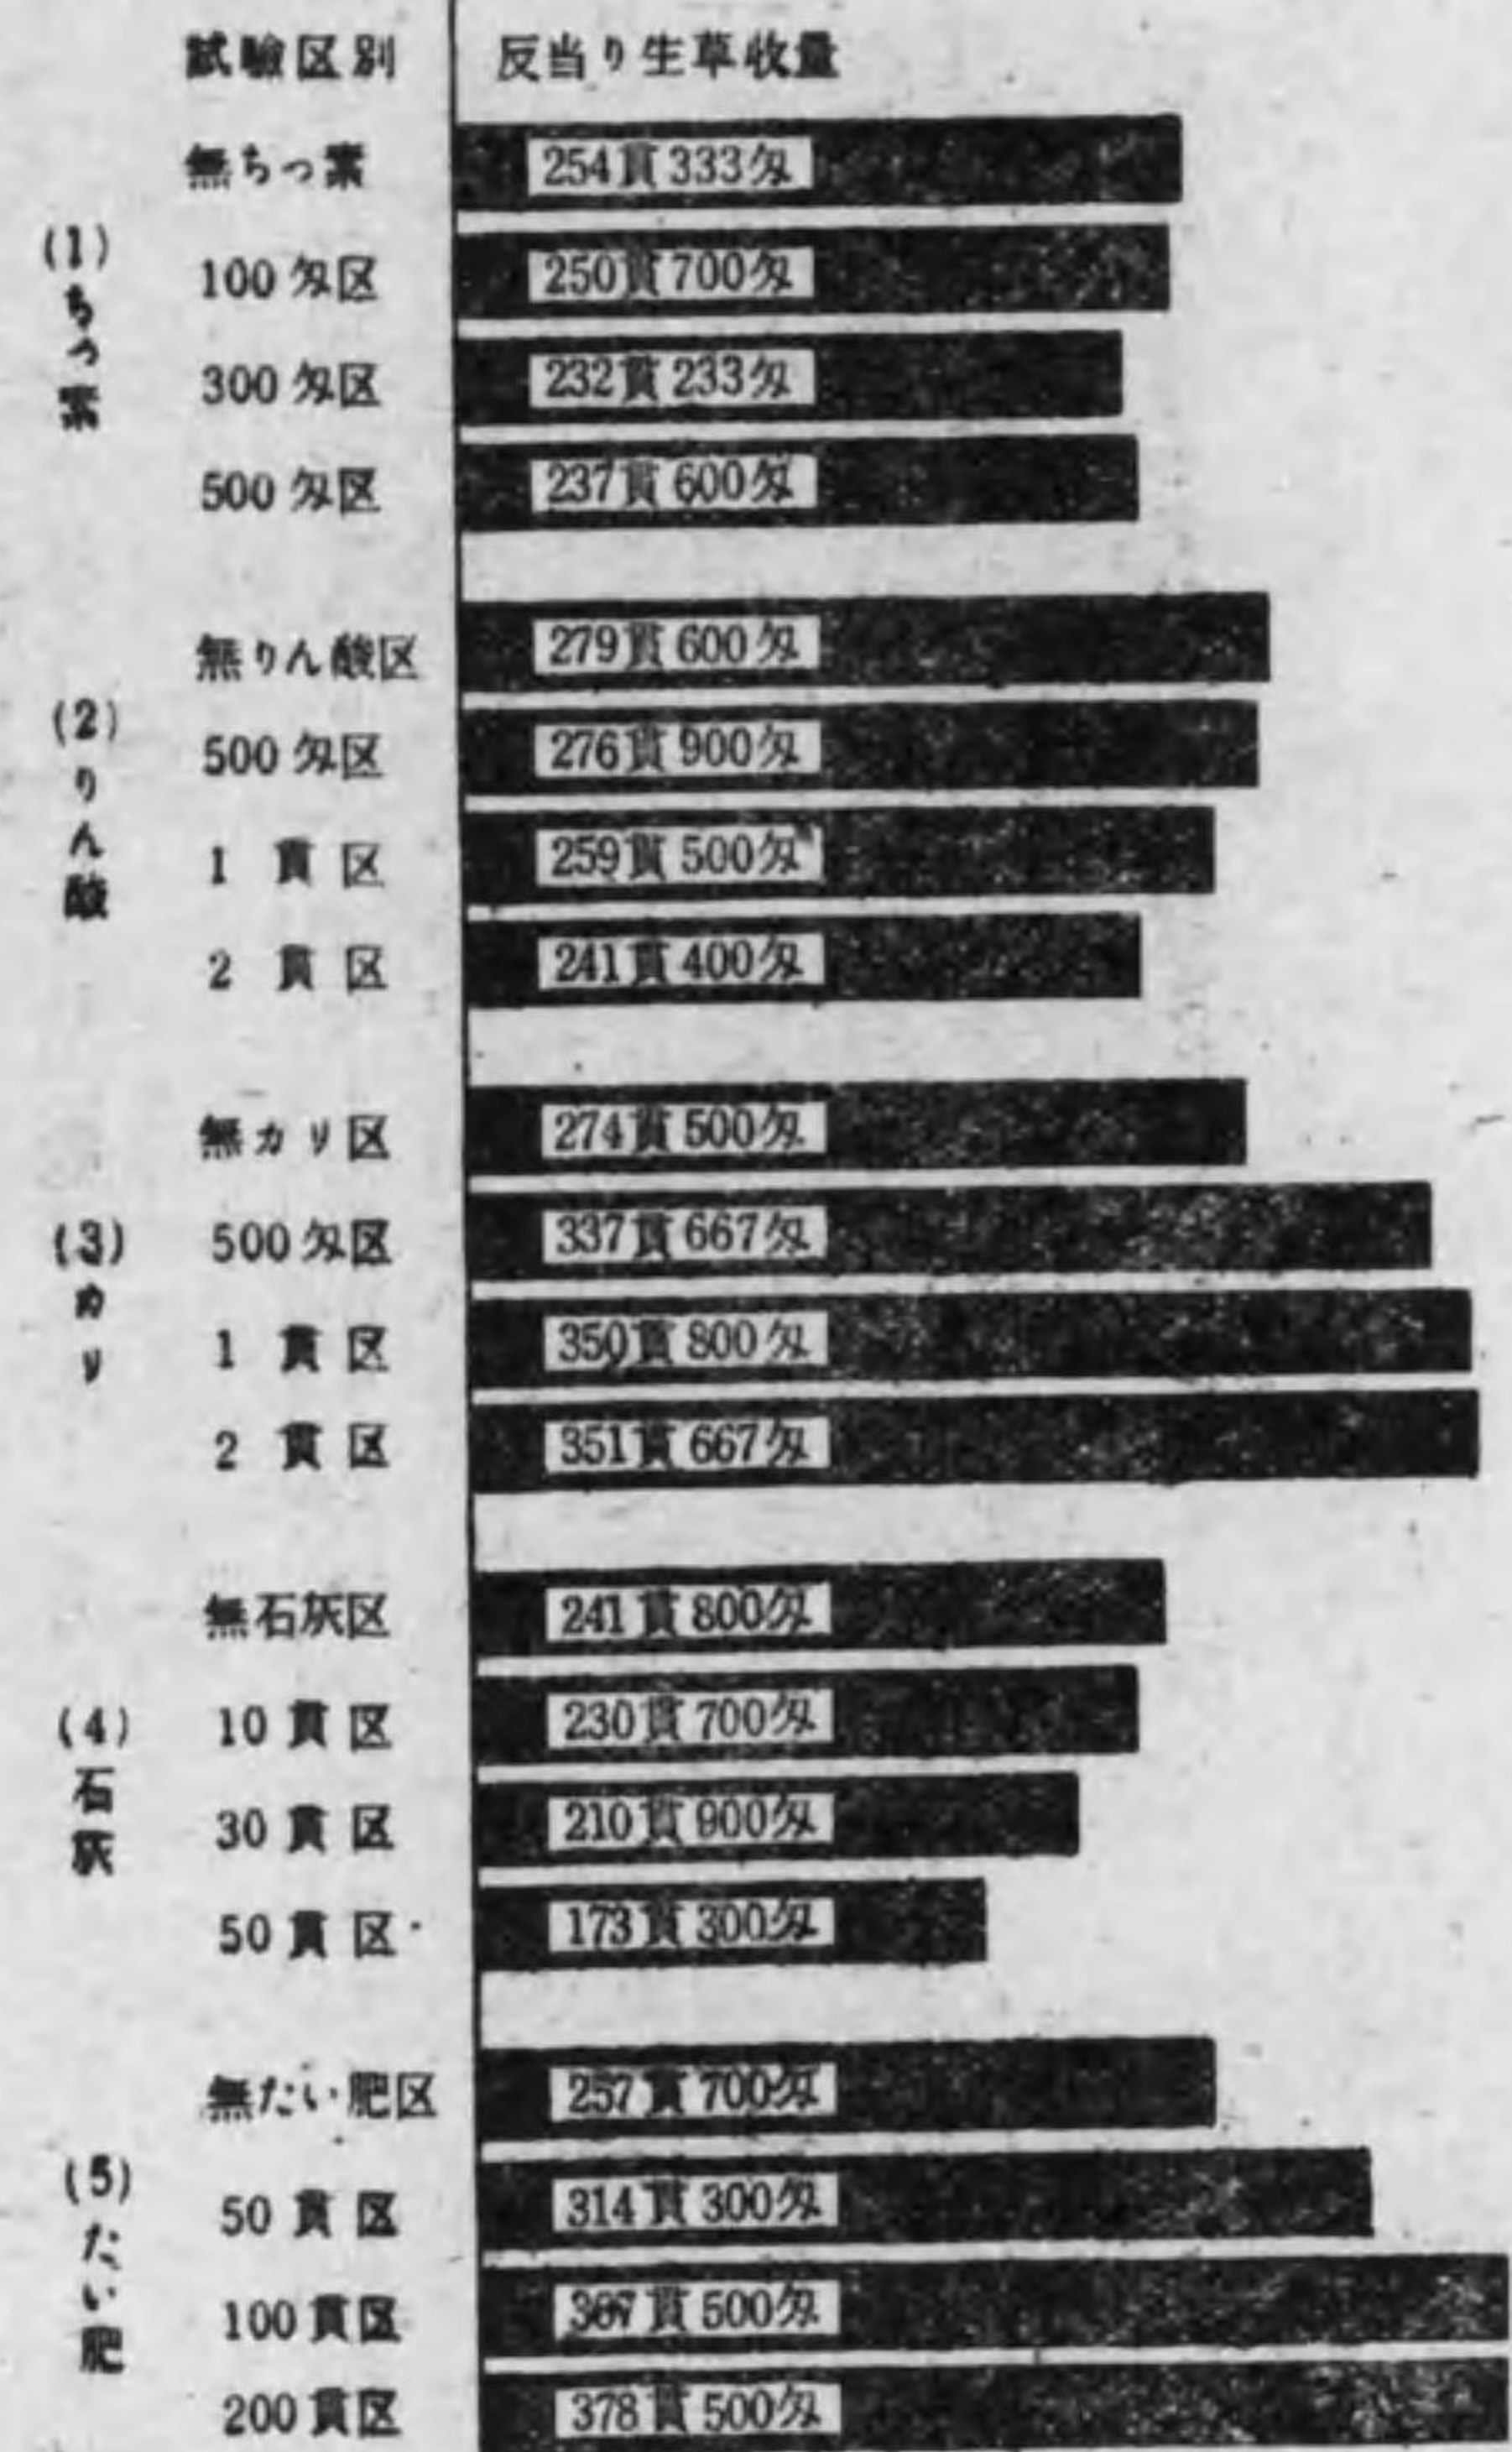 試驗区別 反当り生草收量
(1)ちっ素
無ちっ素 254貫333匁
100匁区 250貫700匁
300匁区 232貫233匁
500匁区 237貫600匁
(2)りん酸
無りん酸区 279貫600匁
500匁区 276貫900匁
1貫区 259貫500匁
2貫区 241貫400匁
(3)カリ
無カリ区 274貫500匁
500匁区 337貫667匁
1貫区 350貫800匁
2貫区 351貫667匁
(4)石灰
無石灰区 241貫800匁
10貫区 230貫700匁
30貫区 210貫900匁
50貫区 173貫300匁
(5)たい肥
無たい肥区 257貫700匁
50貫区 314貫300匁
100貫区 367貫500匁
200貫区 378貫500匁